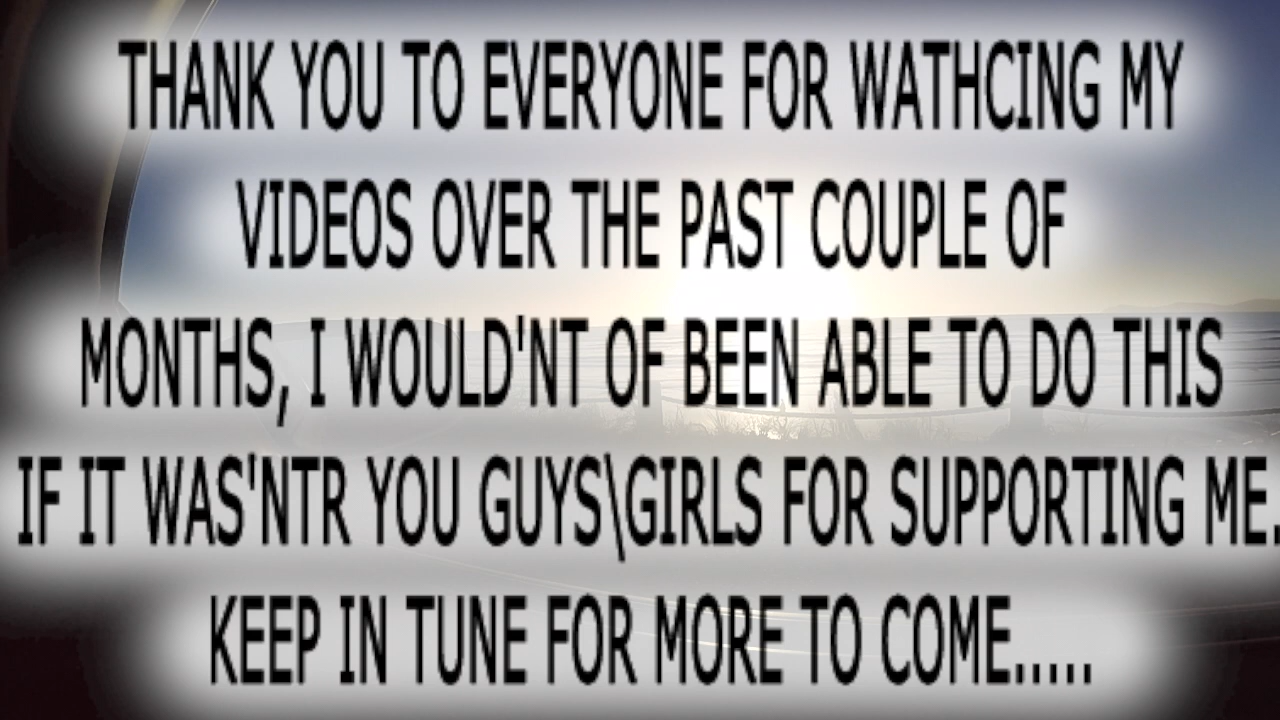 THANK YOU TO EVERYONE FOR WATHCING MY
VIDEOS OVER THE PAST COUPLE OF
MONTHS, I WOULD'NT OF BEEN ABLE TO DO THIS
IF IT WAS'NTR YOU GUYS\GIRLS FOR SUPPORTING ME.
KEEP IN TUNE FOR MORE TO COME.....